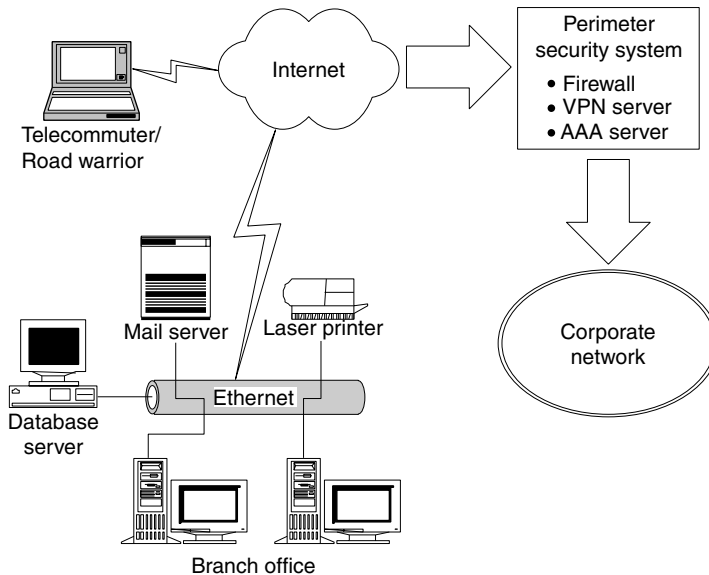 Perimeter
security system
• Firewall
• VPN server
• AAA server
Internet
Telecommuter/
Road warrior
Mail server
Laser printer
Corporate
network
Ethernet
Database
server
Branch office